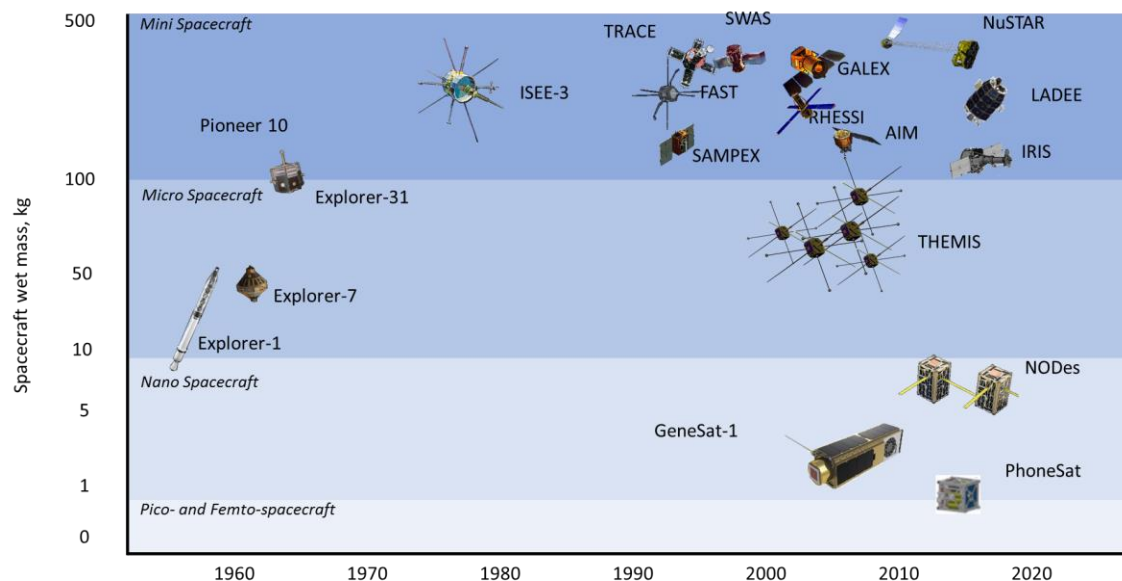 500
Mini Spacecraft
SWAS
NuSTAR
TRACE
GALEX
ISEE-3
FAST
LADEE
RHESSI
Pioneer 10
AIM
SAMPEX
IRIS
100
Micro Spacecraft
Explorer-31
Spacecraft wet mass, kg
THEMIS
50
Explorer-7
Explorer-1
10
Nano Spacecraft
NODes
5
GeneSat-1
PhoneSat
1
Pico- and Femto-spacecraft
0
1960 1970 1980 1990 2000 2010 2020